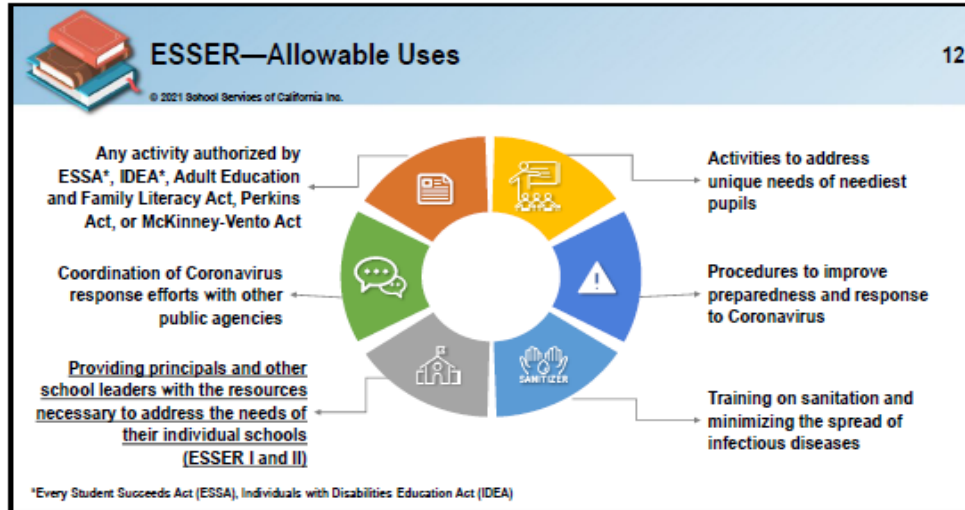 ESSER—Allowable Uses
12
© 2021 School Services of California Inc.
Any activity authorized by
ESSA*, IDEA*, Adult Education
and Family Literacy Act, Perkins
Act, or McKinney-Vento Act
Activities to address
unique needs of neediest
pupils
Coordination of Coronavirus
response efforts with other
public agencies
Procedures to improve
preparedness and response
to Coronavirus
Providing principals and other
school leaders with the resources
necessary to address the needs of
their individual schools
(ESSER I and II)
SANITIZER
Training on sanitation and
minimizing the spread of
infectious diseases
*Every Student Succeeds Act (ESSA), Individuals with Disabilities Education Act (IDEA)